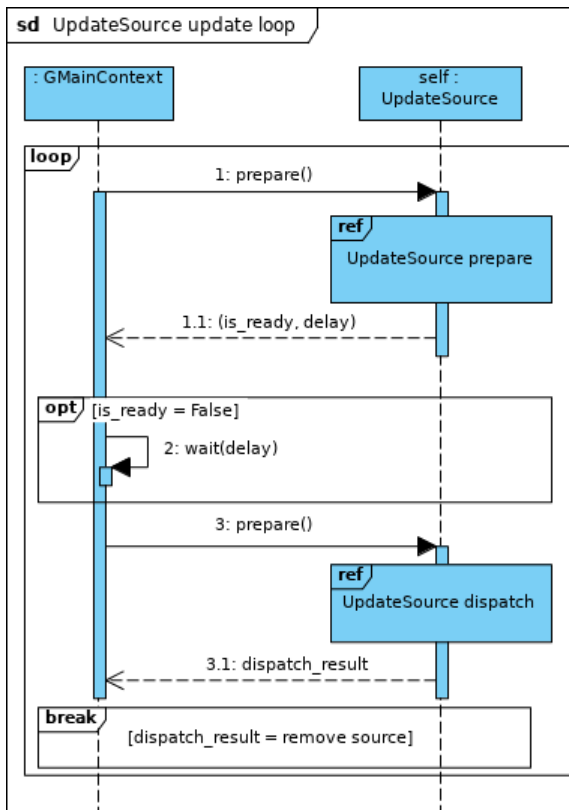 sd UpdateSource update loop
: GMainContext
self :
UpdateSource
loop
1: prepare()
ref
UpdateSource prepare
1.1: (is_ready, delay)
opt [is_ready = False]
2: wait(delay)
3: prepare()
ref
UpdateSource dispatch
3.1: dispatch_result
break
[dispatch_result = remove source]